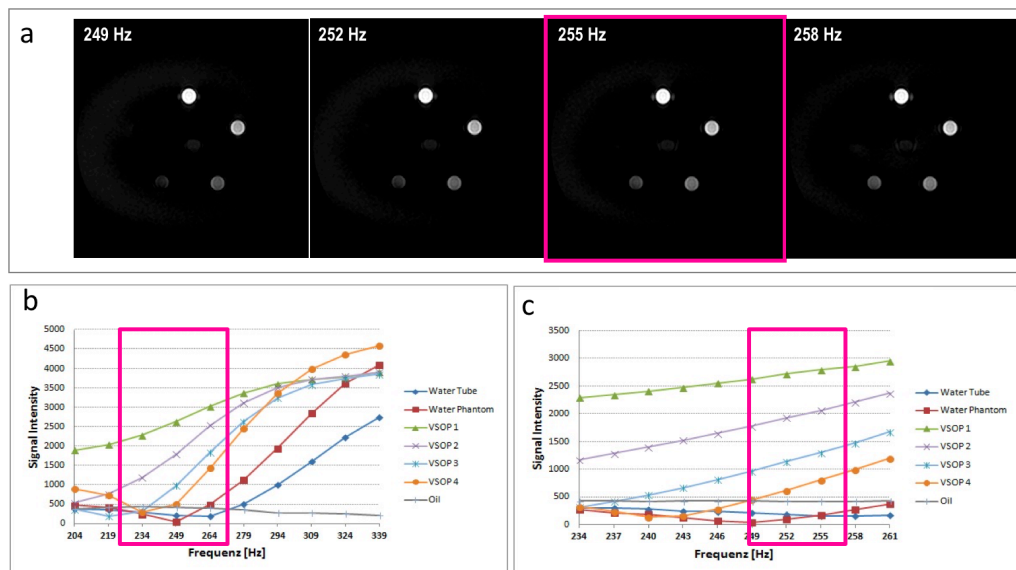 a
249 Hz
252 Hz
255 Hz
258 Hz
b
5000
4500
4000
3500
3000
2500
2000
1500
1000
500
0
Signal Intensity
204 219 234 249 264 279 294 309 324 339
Frequenz [Hz]
Water Tube
Water Phantom
VSOP 1
VSOP 2
VSOP 3
VSOP 4
Oil
c
3500
3000
2500
2000
1500
1000
500
0
Signal Intensity
234 237 240 243 246 249 252 255 258 261
Frequenz [Hz]
Water Tube
Water Phantom
VSOP 1
VSOP 2
VSOP 3
VSOP 4
Oil